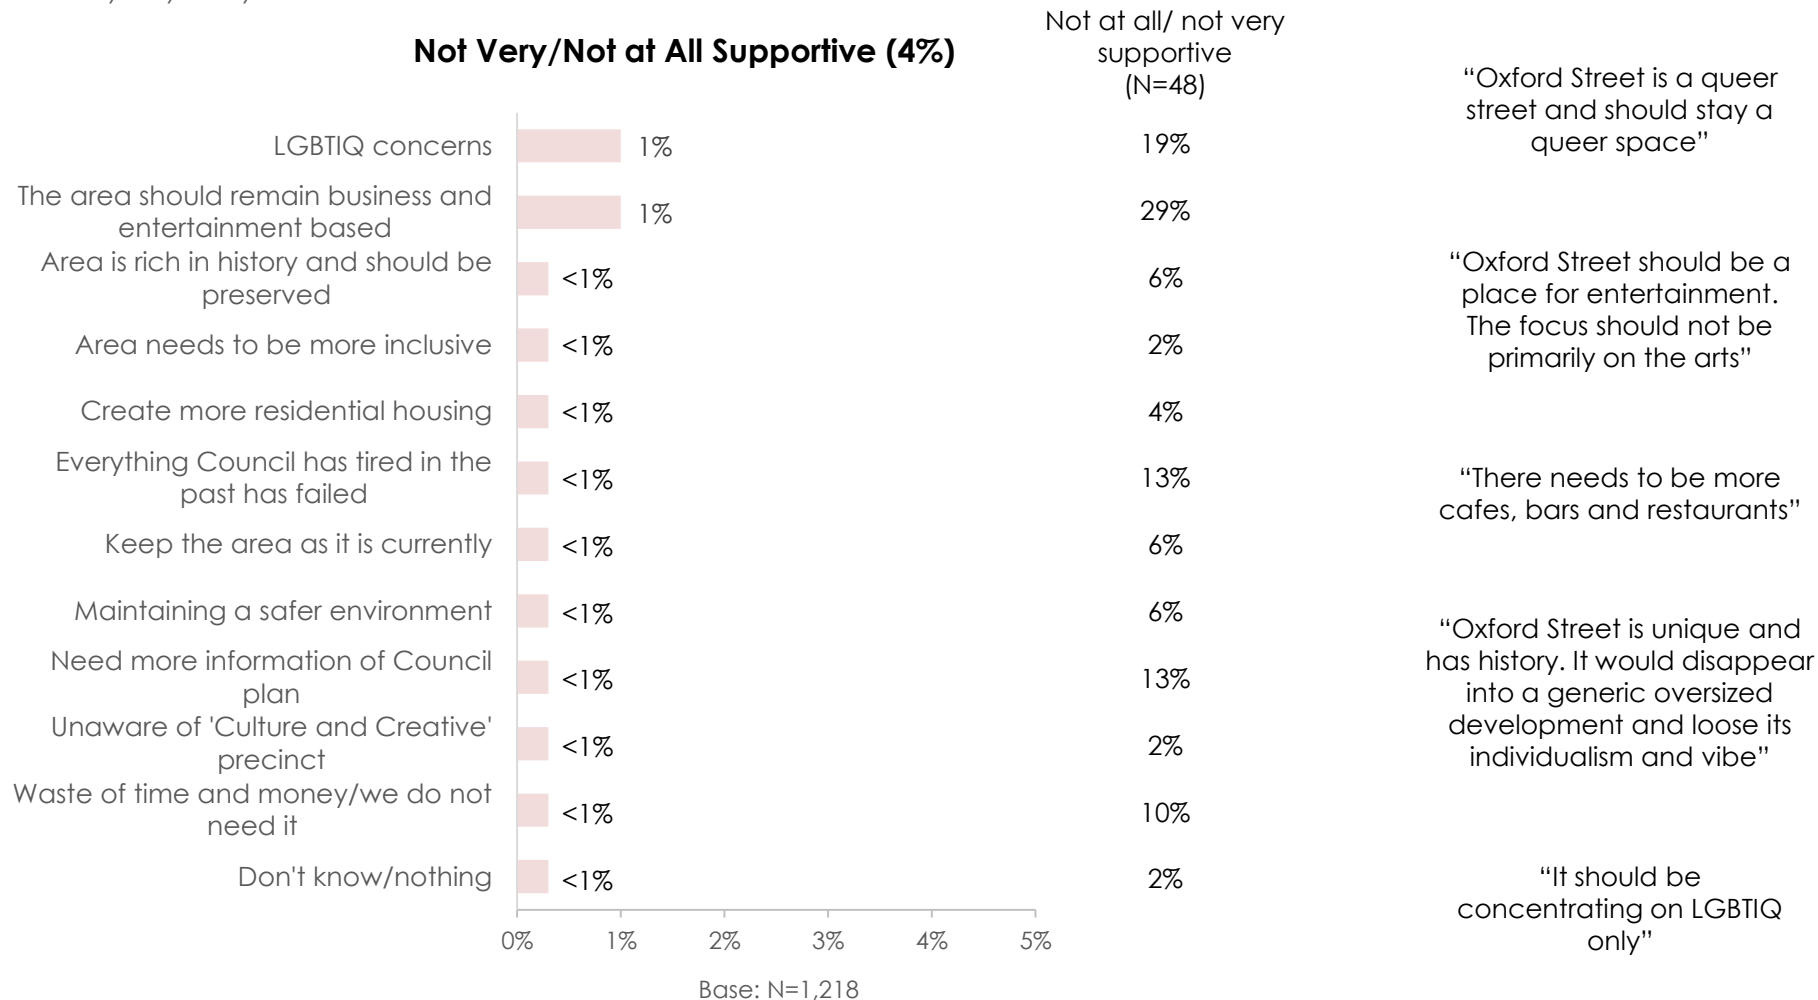 Not Very/Not at All Supportive (4%)
Not at all/ not very
supportive
(N=48)
LGBTIQ concerns
1%
19%
The area should remain business and
entertainment based
1%
29%
Area is rich in history and should be
preserved
<1%
6%
Area needs to be more inclusive
<1%
2%
Create more residential housing
<1%
4%
Everything Council has tired in the
past has failed
<1%
13%
Keep the area as it is currently
<1%
6%
Maintaining a safer environment
<1%
6%
Need more information of Council
plan
<1%
13%
Unaware of 'Culture and Creative'
precinct
<1%
2%
Waste of time and money/we do not
need it
<1%
10%
Don't know/nothing
<1%
2%
0% 1% 2% 3% 4% 5%
Base: N=1,218
“Oxford Street is a queer
street and should stay a
queer space”
“Oxford Street should be a
place for entertainment.
The focus should not be
primarily on the arts”
“There needs to be more
cafes, bars and restaurants”
“Oxford Street is unique and
has history. It would disappear
into a generic oversized
development and loose its
individualism and vibe”
“It should be
concentrating on LGBTIQ
only”